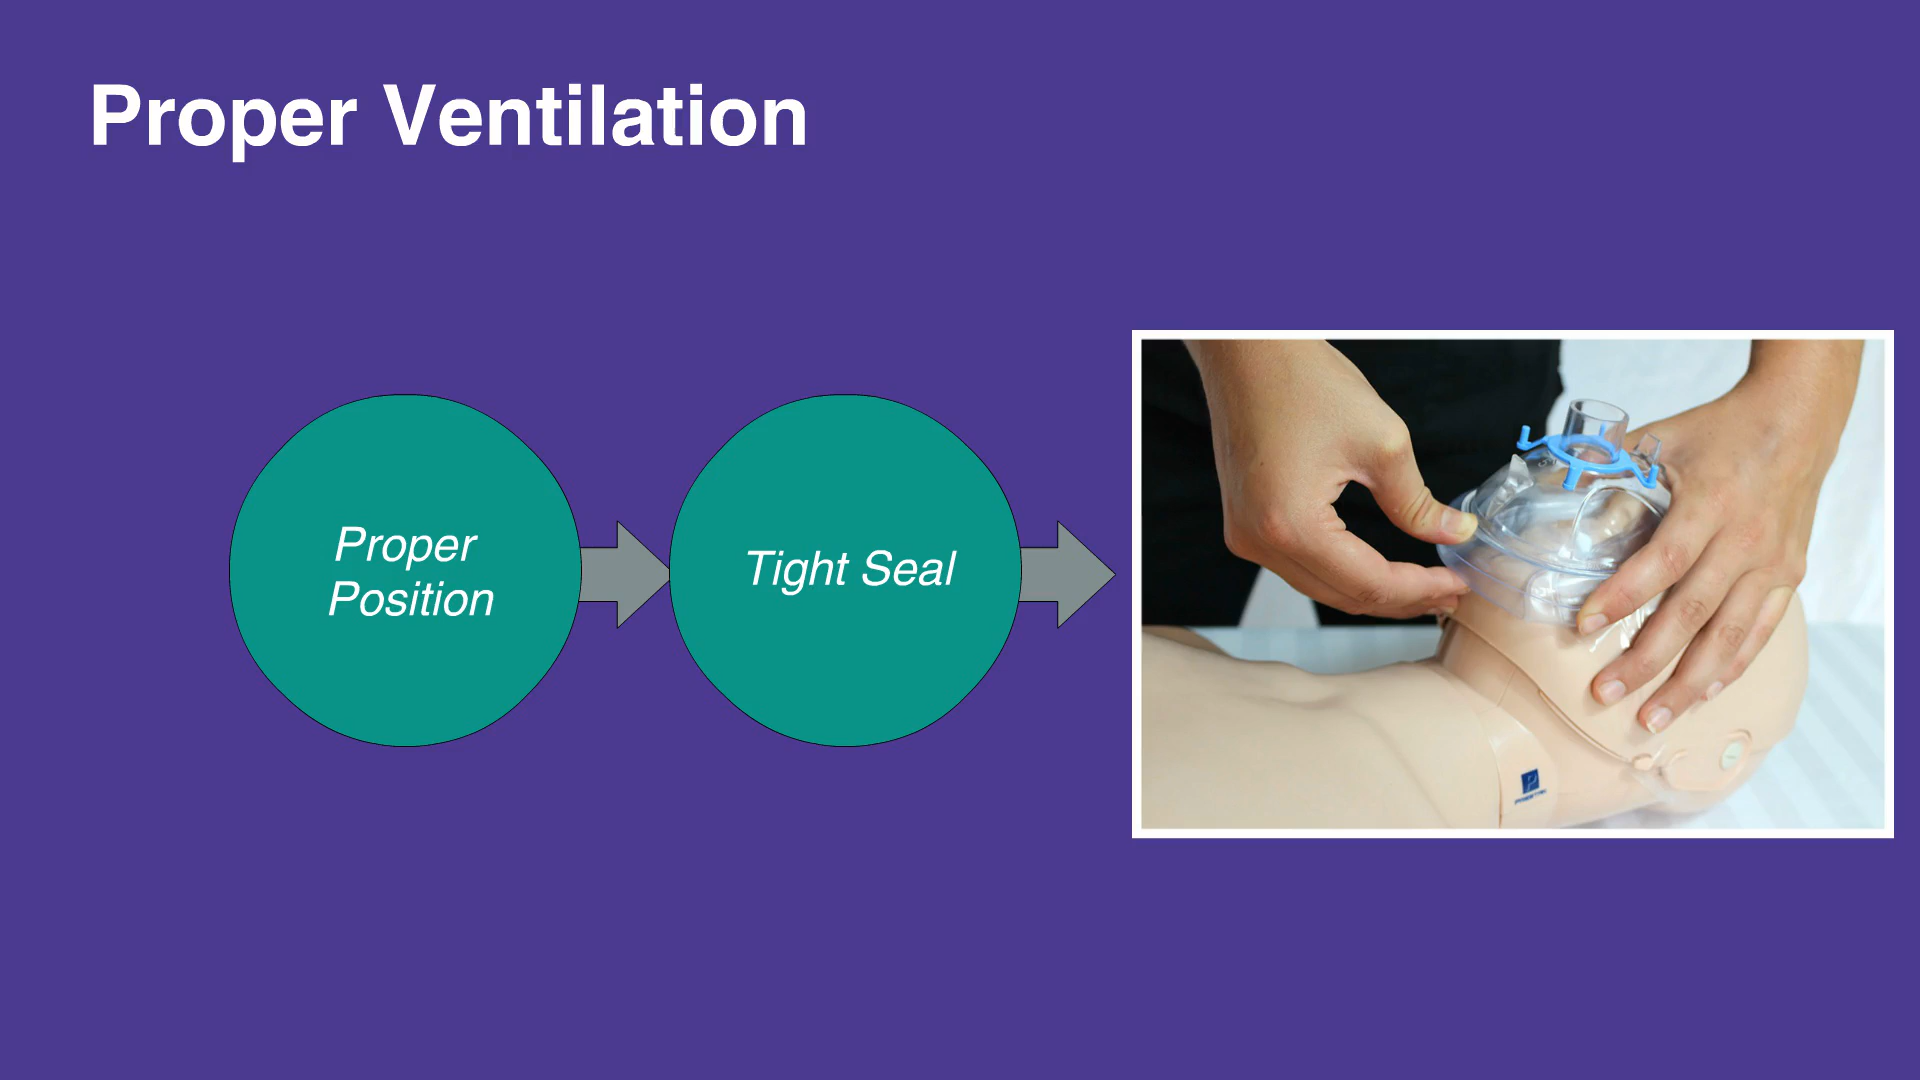 Proper Ventilation
Proper
Position
Tight Seal